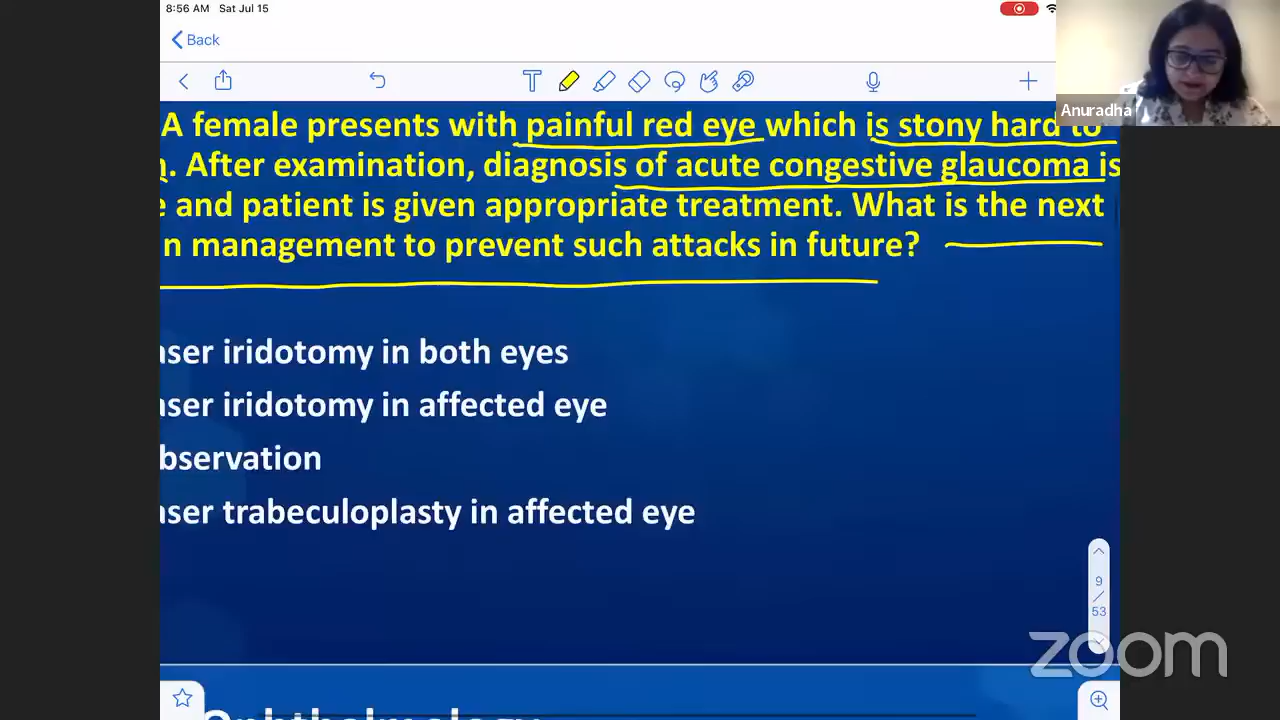 8:56 AM Sat Jul 15
Back
Anuradha
A female presents with painful red eye which is stony hard to
. After examination, diagnosis of acute congestive glaucoma is
e and patient is given appropriate treatment. What is the next
n management to prevent such attacks in future?
aser iridotomy in both eyes
aser iridotomy in affected eye
bservation
aser trabeculoplasty in affected eye
9
/
53
zoom
Ophthalmology